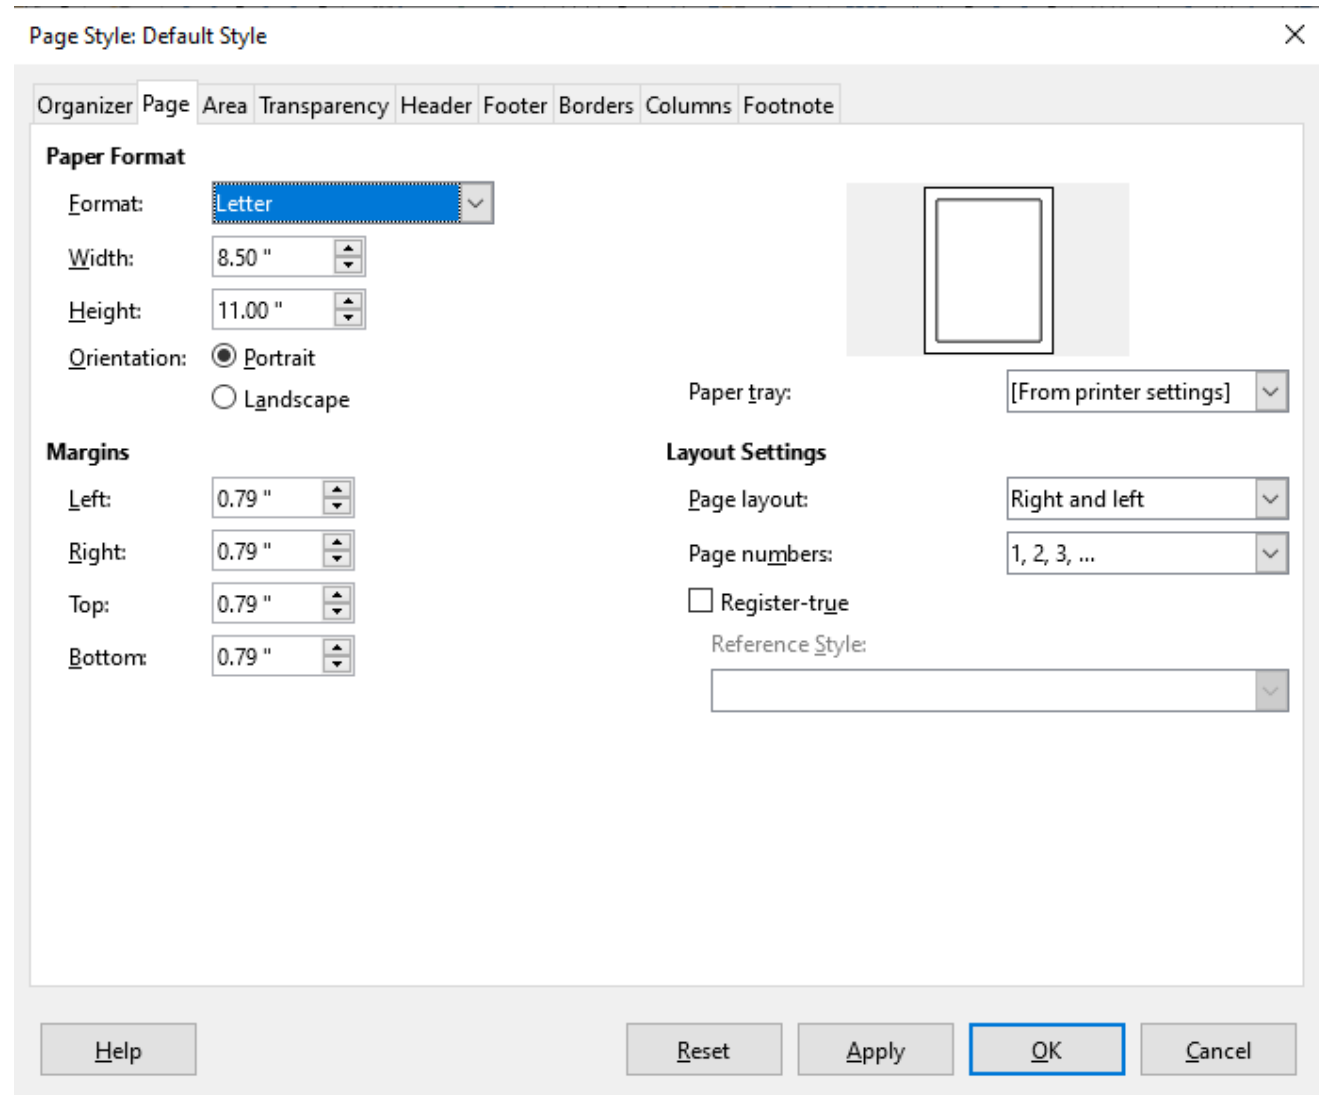 Page Style: Default Style
Organizer Page Area Transparency Header Footer Borders Columns Footnote
Paper Format
Format: Letter
Width: 8.50 "
Height: 11.00 "
Orientation: Portrait
Landscape
Paper tray: [From printer settings]
Margins
Left: 0.79 "
Right: 0.79 "
Top: 0.79 "
Bottom: 0.79 "
Layout Settings
Page layout: Right and left
Page numbers: 1, 2, 3, ...
Register-true
Reference Style:
Help Reset Apply OK Cancel